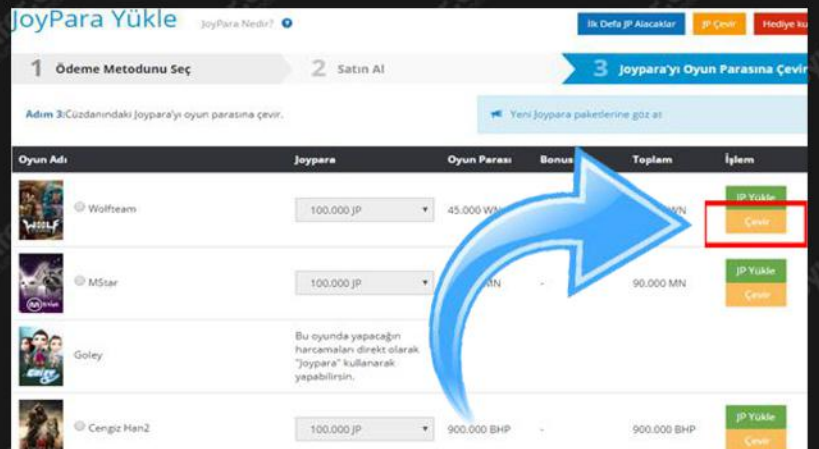 JoyPara Yükle JoyPara Nedir? ?
İlk Defa JP Alacaklar JP Çevir Hediye ku
1 Ödeme Metodunu Seç 2 Satın Al 3 Joypara'yı Oyun Parasına Çevir
Adım 3:Cüzdanındaki Joypara'yı oyun parasına çevir. Yeni Joypara paketlerine göz at
Oyun Adı Joypara Oyun Parası Bonus Toplam İşlem
Wolfteam 100.000 JP 45.000 WN WN JP Yükle
Çevir
MStar 100.000 JP MN - 90.000 MN JP Yükle
Çevir
Goley Bu oyunda yapacağın
harcamaları direkt olarak
"Joypara" kullanarak
yapabilirsin.
Cengiz Han2 100.000 JP 900.000 BHP - 900.000 BHP JP Yükle
Çevir